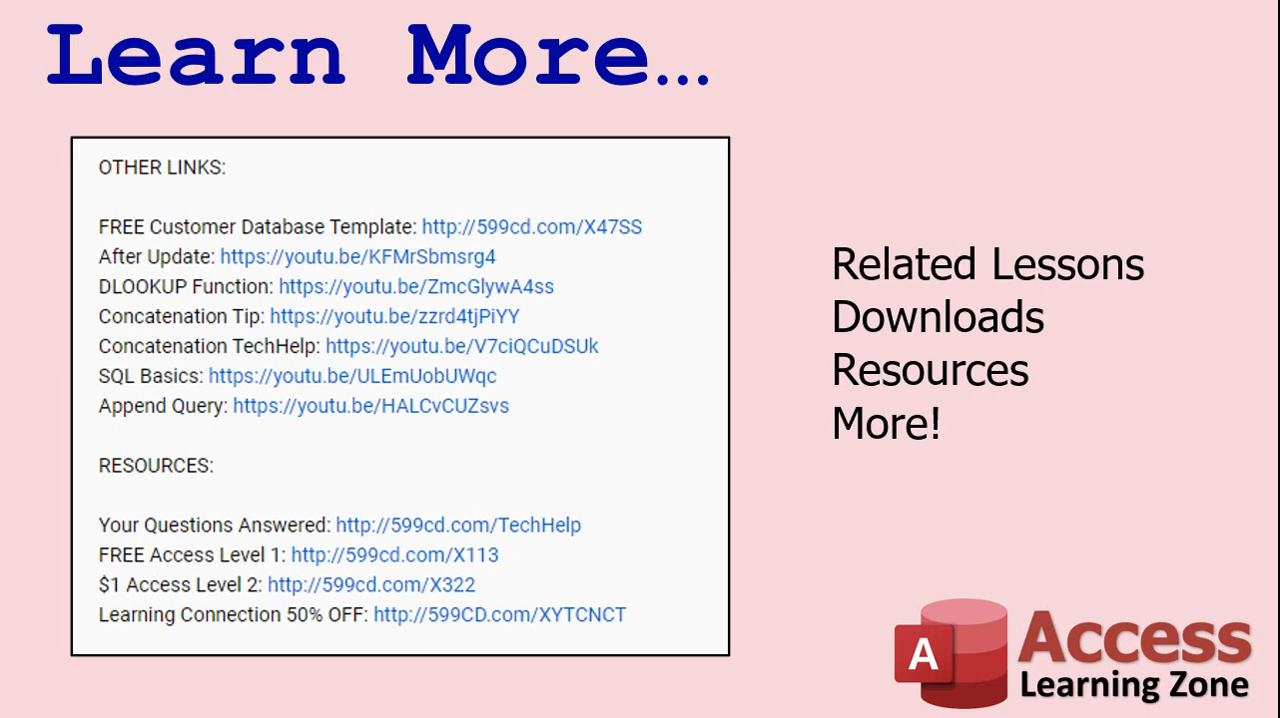 Learn More...
OTHER LINKS:
FREE Customer Database Template: http://599cd.com/X47SS
After Update: https://youtu.be/KFMrSbmsrg4
DLOOKUP Function: https://youtu.be/ZmcGlywA4ss
Concatenation Tip: https://youtu.be/zzrd4tjPiYY
Concatenation TechHelp: https://youtu.be/V7ciQCuDSUk
SQL Basics: https://youtu.be/ULEmUobUWqc
Append Query: https://youtu.be/HALCvCUZsvs
RESOURCES:
Your Questions Answered: http://599cd.com/TechHelp
FREE Access Level 1: http://599cd.com/X113
$1 Access Level 2: http://599cd.com/X322
Learning Connection 50% OFF: http://599CD.com/XYTCNCT
Related Lessons
Downloads
Resources
More!
A
Access
Learning Zone